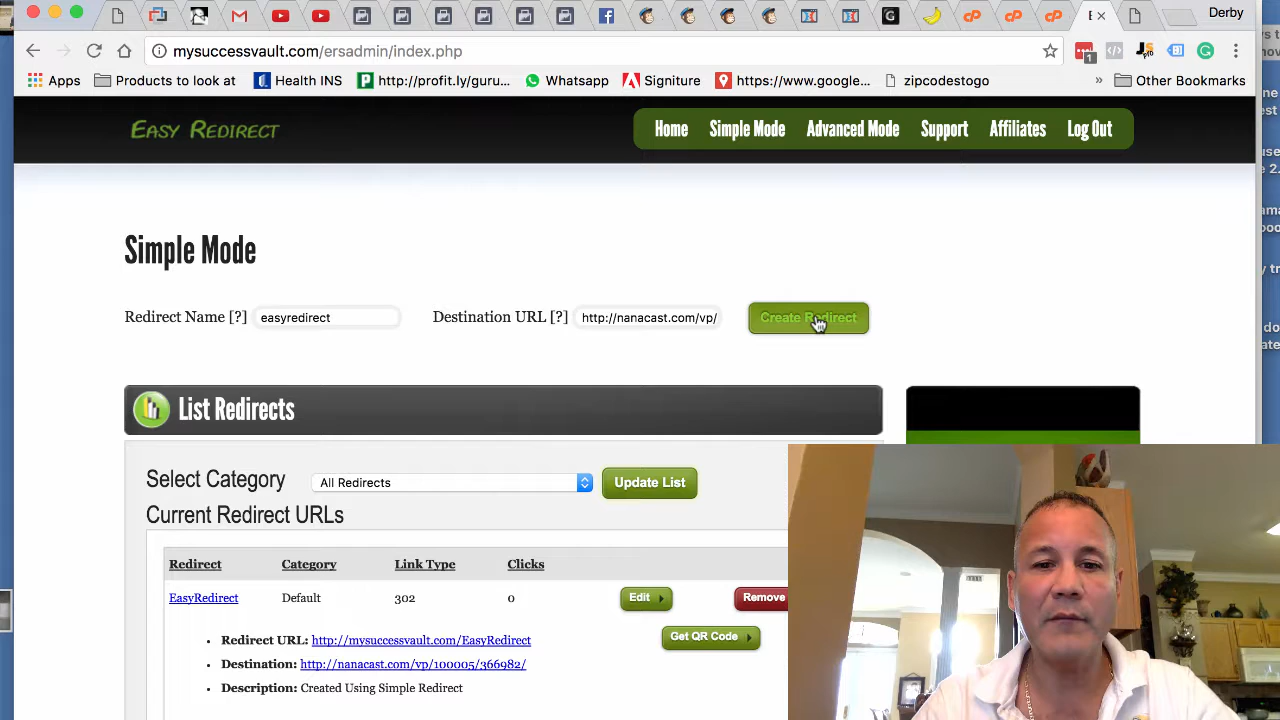 Derby
mysuccessvault.com/ersadmin/index.php
1
Apps Products to look at Health INS http://profit.ly/guru... Whatsapp Signiture https://www.google... zipcodestogo » Other Bookmarks
EASY REDIRECT
Home Simple Mode Advanced Mode Support Affiliates Log Out
Simple Mode
Redirect Name [?] easyredirect Destination URL [?] http://nanacast.com/vp/ Create Redirect
List Redirects
Select Category All Redirects Update List
Current Redirect URLs
Redirect Category Link Type Clicks
EasyRedirect Default 302 0 Edit Remove
• Redirect URL: http://mysuccessvault.com/EasyRedirect Get QR Code
• Destination: http://nanacast.com/vp/100005/366982/
• Description: Created Using Simple Redirect